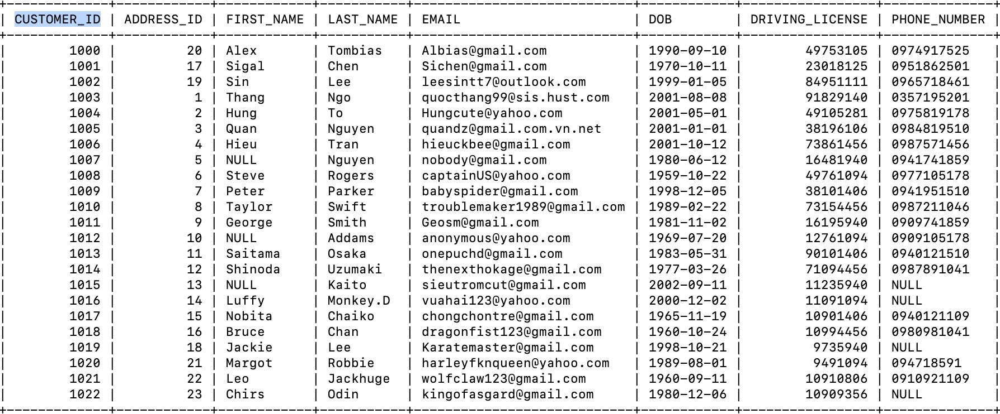 +-------------+------------+------------+-----------+----------------------------+------------+-----------------+--------------+
| CUSTOMER_ID | ADDRESS_ID | FIRST_NAME | LAST_NAME | EMAIL                      | DOB        | DRIVING_LICENSE | PHONE_NUMBER |
+-------------+------------+------------+-----------+----------------------------+------------+-----------------+--------------+
|        1000 |         20 | Alex       | Tombias   | Albias@gmail.com           | 1990-09-10 |        49753105 | 0974917525   |
|        1001 |         17 | Sigal      | Chen      | Sichen@gmail.com           | 1970-10-11 |        23018125 | 0951862501   |
|        1002 |         19 | Sin        | Lee       | leesintt7@outlook.com      | 1999-01-05 |        84951111 | 0965718461   |
|        1003 |          1 | Thang      | Ngo       | quocthang99@sis.hust.com   | 2001-08-08 |        91829140 | 0357195201   |
|        1004 |          2 | Hung       | To        | Hungcute@yahoo.com         | 2001-05-01 |        49105281 | 0975819178   |
|        1005 |          3 | Quan       | Nguyen    | quandz@gmail.com.vn.net    | 2001-01-01 |        38196106 | 0984819510   |
|        1006 |          4 | Hieu       | Tran      | hieuckbee@gmail.com        | 2001-10-12 |        73861456 | 0987571456   |
|        1007 |          5 | NULL       | Nguyen    | nobody@gmail.com           | 1980-06-12 |        16481940 | 0941741859   |
|        1008 |          6 | Steve      | Rogers    | captainUS@yahoo.com        | 1959-10-22 |        49761094 | 0977105178   |
|        1009 |          7 | Peter      | Parker    | babyspider@gmail.com       | 1998-12-05 |        38101406 | 0941951510   |
|        1010 |          8 | Taylor     | Swift     | troublemaker1989@gmail.com | 1989-02-22 |        73154456 | 0987211046   |
|        1011 |          9 | George     | Smith     | Geosm@gmail.com            | 1981-11-02 |        16195940 | 0909741859   |
|        1012 |         10 | NULL       | Addams    | anonymous@yahoo.com        | 1969-07-20 |        12761094 | 0909105178   |
|        1013 |         11 | Saitama    | Osaka     | onepuchd@gmail.com         | 1983-05-31 |        90101406 | 0940121510   |
|        1014 |         12 | Shinoda    | Uzumaki   | thenexthokage@gmail.com    | 1977-03-26 |        71094456 | 0987891041   |
|        1015 |         13 | NULL       | Kaito     | sieutromcut@gmail.com      | 2002-09-11 |        11235940 | NULL         |
|        1016 |         14 | Luffy      | Monkey.D  | vuahai123@yahoo.com        | 2000-12-02 |        11091094 | NULL         |
|        1017 |         15 | Nobita     | Chaiko    | chongchontre@gmail.com     | 1965-11-19 |        10901406 | 0940121109   |
|        1018 |         16 | Bruce      | Chan      | dragonfist123@gmail.com    | 1960-10-24 |        10994456 | 0980981041   |
|        1019 |         18 | Jackie     | Lee       | Karatemaster@gmail.com     | 1998-10-21 |         9735940 | NULL         |
|        1020 |         21 | Margot     | Robbie    | harleyfknqueen@yahoo.com   | 1989-08-01 |         9491094 | 094718591    |
|        1021 |         22 | Leo        | Jackhuge  | wolfclaw123@gmail.com      | 1960-09-11 |        10910806 | 0910921109   |
|        1022 |         23 | Chirs      | Odin      | kingofasgard@gmail.com     | 1980-12-06 |        10909356 | NULL         |
+-------------+------------+------------+-----------+----------------------------+------------+-----------------+--------------+